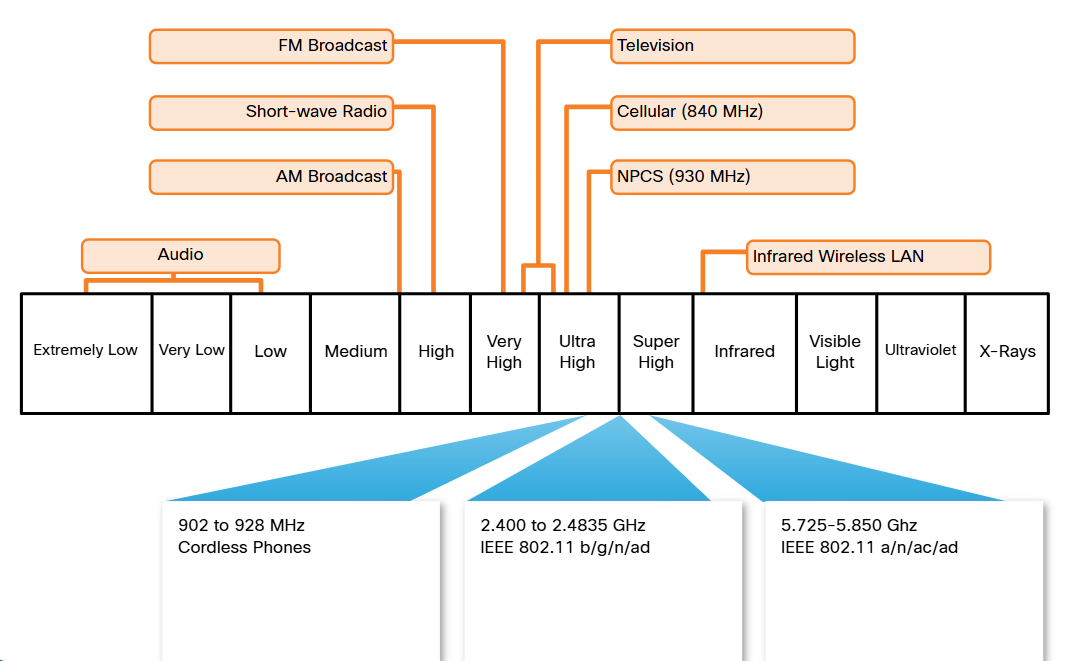 FM Broadcast
Television
Short-wave Radio
Cellular (840 MHz)
AM Broadcast
NPCS (930 MHz)
Audio
Infrared Wireless LAN
Extremely Low
Very Low
Low
Medium
High
Very
High
Ultra
High
Super
High
Infrared
Visible
Light
Ultraviolet
X-Rays
902 to 928 MHz
Cordless Phones
2.400 to 2.4835 GHz
IEEE 802.11 b/g/n/ad
5.725-5.850 Ghz
IEEE 802.11 a/n/ac/ad